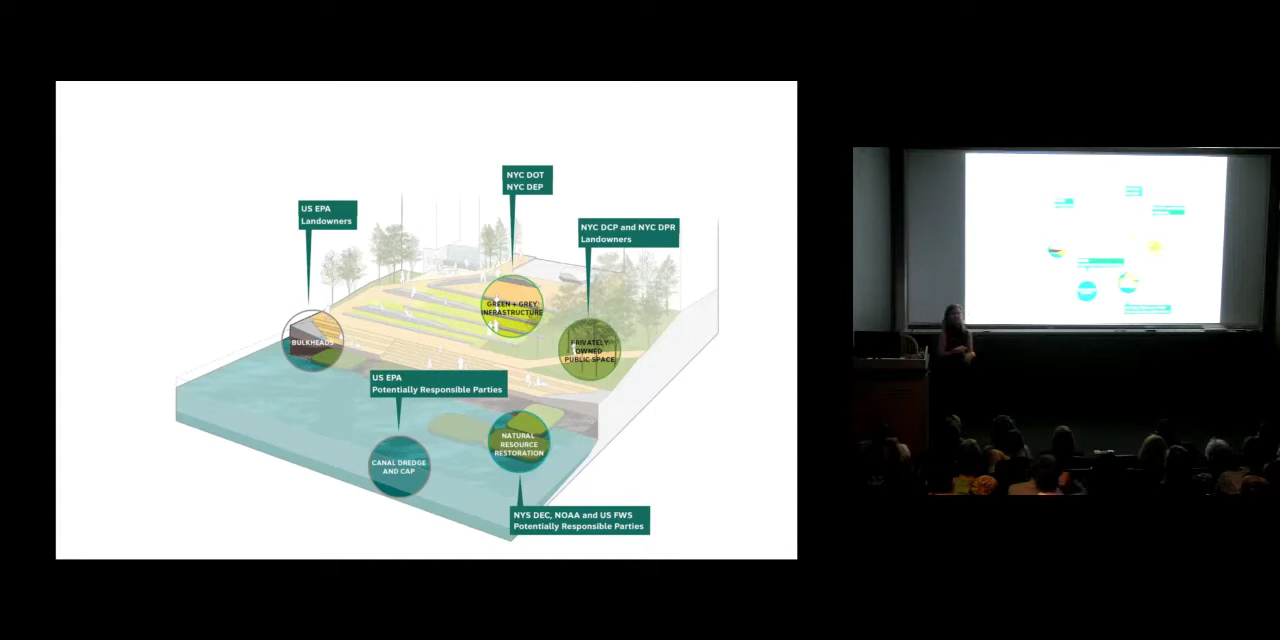 NYC DOT
NYC DEP
US EPA
Landowners
NYC DCP and NYC DPR
Landowners
GREEN + GREY
INFRASTRUCTURE
BULKHEADS
PRIVATELY
OWNED
PUBLIC SPACE
US EPA
Potentially Responsible Parties
NATURAL
RESOURCE
RESTORATION
CANAL DREDGE
AND CAP
NYS DEC, NOAA and US FWS
Potentially Responsible Parties